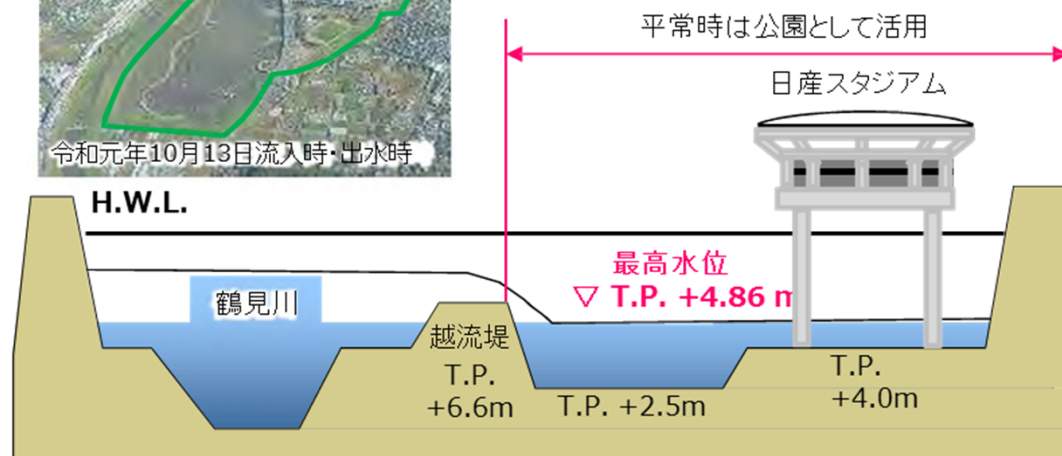 平常時は公園として活用
日産スタジアム
令和元年10月13日流入時・出水時
H.W.L.
最高水位
▽ T.P. +4.86 m
鶴見川
越流堤
T.P.
+6.6m
T.P. +2.5m
T.P.
+4.0m